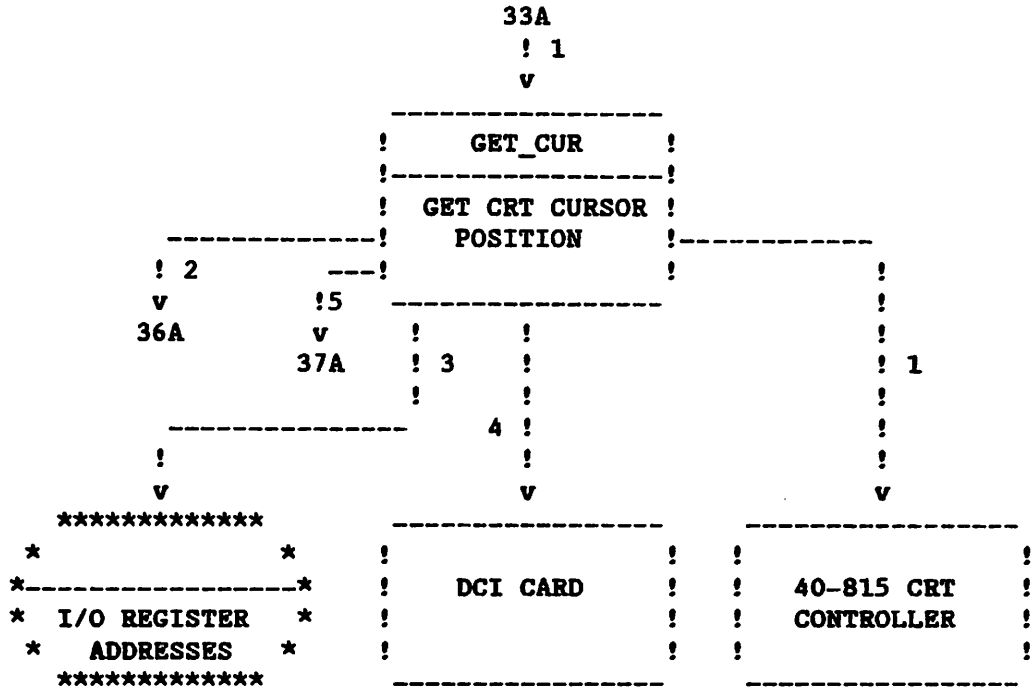 33A
! 1
v
-----------------
! GET_CUR !
!-----------------!
! GET CRT CURSOR !
-------------! POSITION !------------
! 2 ---! ! !
v !5 ----------------- !
36A v ! ! !
37A ! 3 ! ! 1
! ! !
--------------- 4 ! !
! ! !
v v v
************* ----------------- -----------------
* * ! ! ! !
*-----------------* ! DCI CARD ! ! 40-815 CRT !
* I/O REGISTER * ! ! ! CONTROLLER !
* ADDRESSES * ! ! ! !
************* ----------------- -----------------